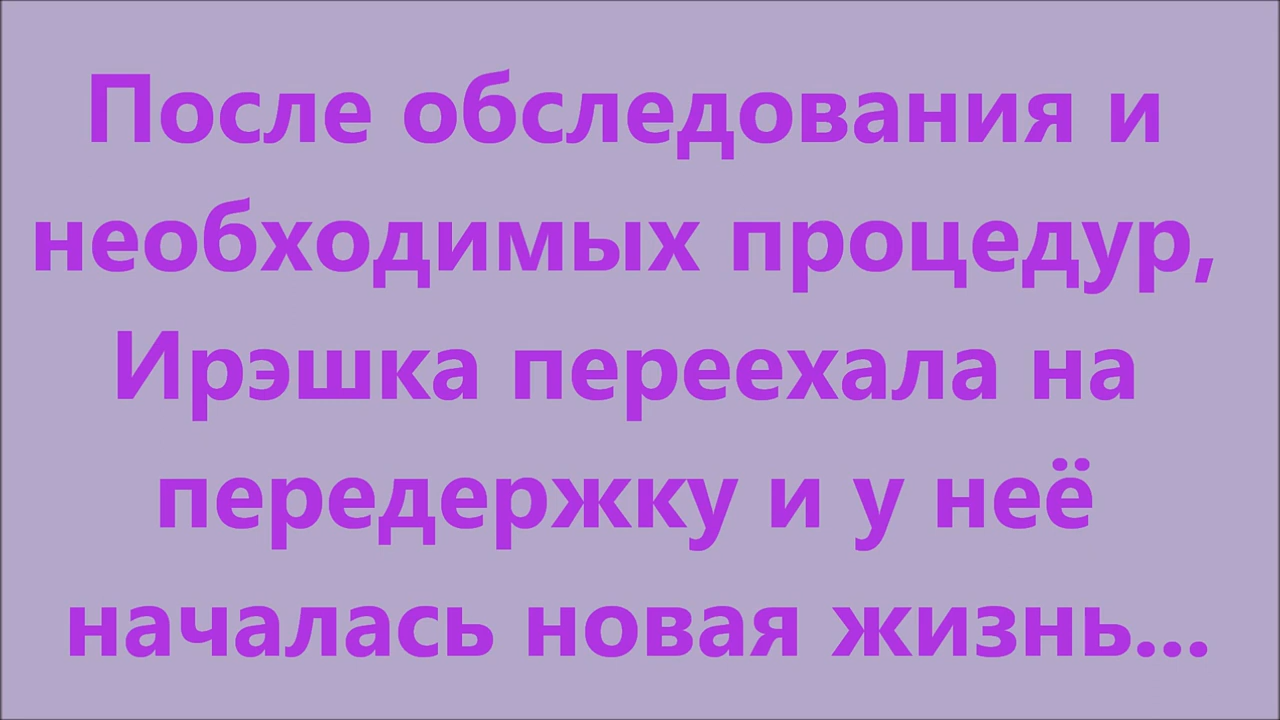 После обследования и
необходимых процедур,
Ирэшка переехала на
передержку и у неё
началась новая жизнь...